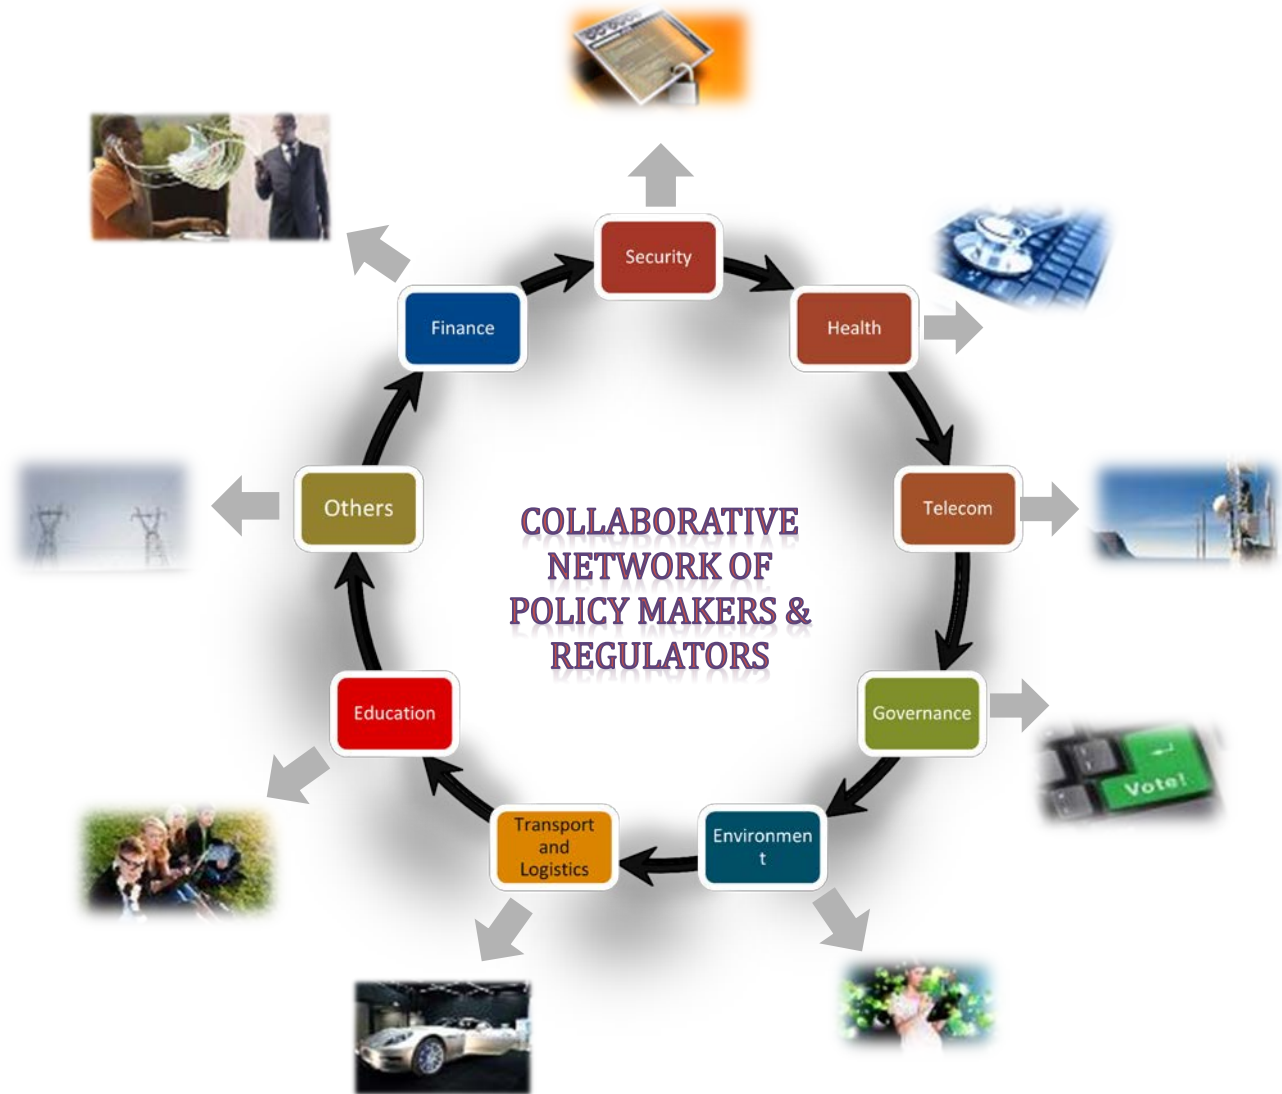 Security
Health
Finance
Telecom
Others
COLLABORATIVE
NETWORK OF
POLICY MAKERS &
REGULATORS
Governance
Vote!
Education
Environmen
t
Transport
and
Logistics